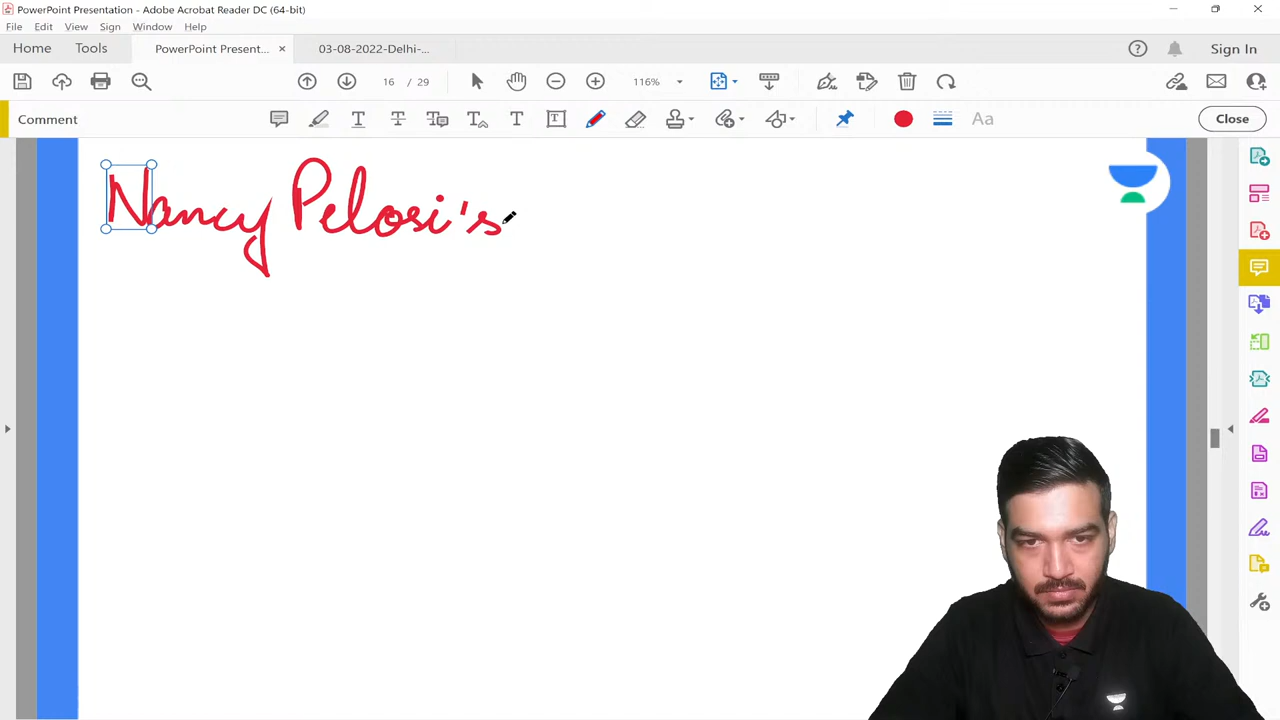 PowerPoint Presentation - Adobe Acrobat Reader DC (64-bit)
File Edit View Sign Window Help
Home Tools PowerPoint Present... × 03-08-2022-Delhi-... Sign In
16 / 29 116%
Comment Aa Close
Nancy Pelosi's